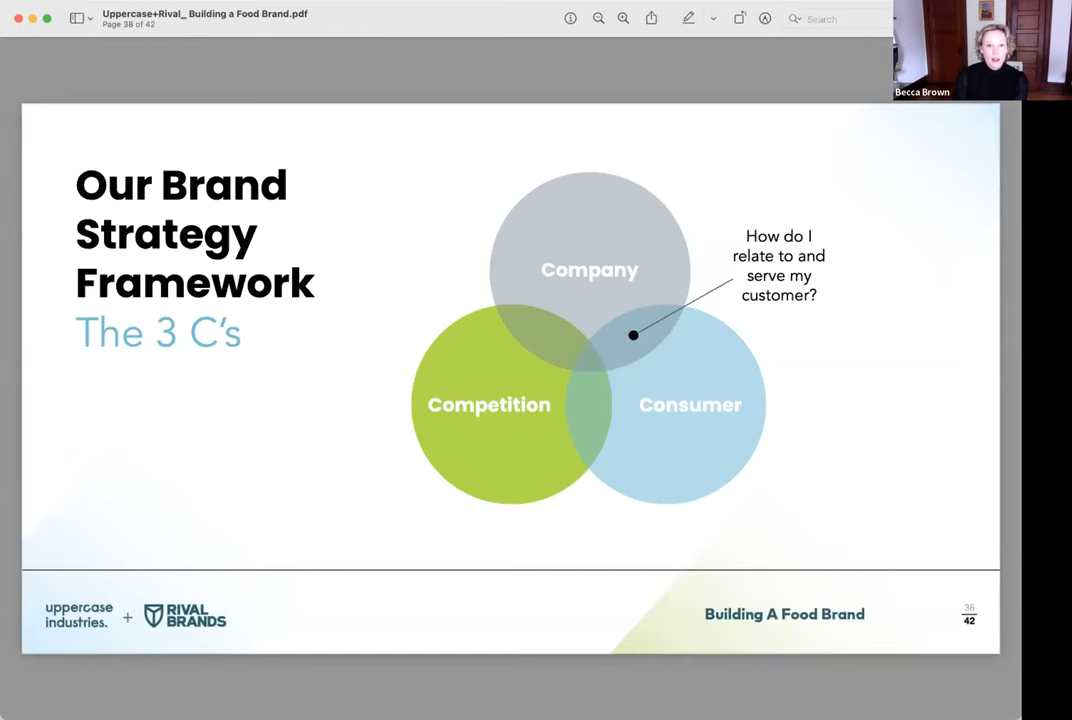 Uppercase+Rival_ Building a Food Brand.pdf
Page 38 of 42
Search
Becca Brown
Our Brand
Strategy
Framework
The 3 C's
Company
How do I
relate to and
serve my
customer?
Competition
Consumer
uppercase
industries.
+
RIVAL
BRANDS
Building A Food Brand
38
42